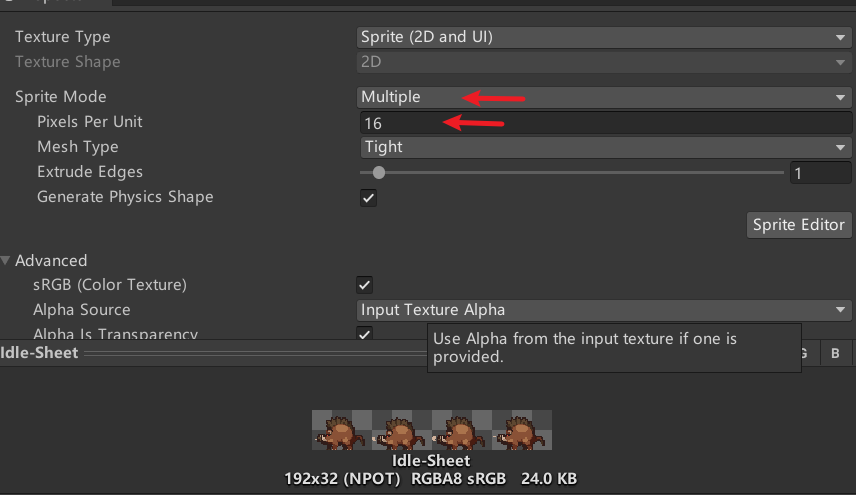 Texture Type Sprite (2D and UI)
Texture Shape 2D
Sprite Mode Multiple
Pixels Per Unit 16
Mesh Type Tight
Extrude Edges 1
Generate Physics Shape
Sprite Editor
Advanced
sRGB (Color Texture)
Alpha Source Input Texture Alpha
Alpha Is Transparency
Use Alpha from the input texture if one is
provided.
Idle-Sheet G B
Idle-Sheet
192x32 (NPOT) RGBA8 sRGB 24.0 KB